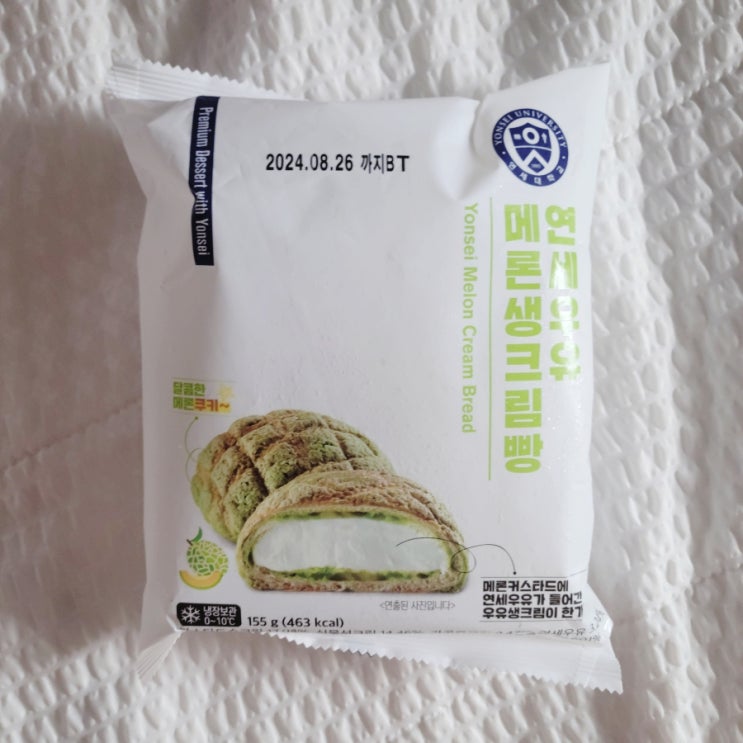 Premium Dessert with Yonsei
2024.08.26 까지BT
YONSEI UNIVERSITY
연세대학교
연세우유
메론생크림빵
Yonsei Melon Cream Bread
달콤한
메론쿠키~
메론커스타드에
연세우유가 들어간
우유생크림이 한가
<연출된 사진입니다>
냉장보관
0~10℃
155 g (463 kcal)